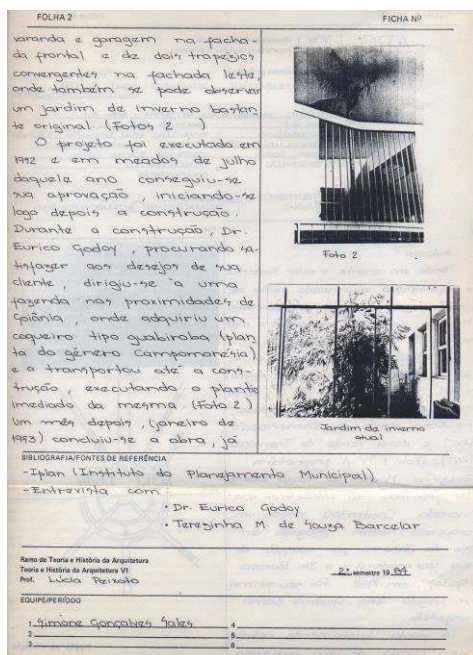 FOLHA 2
FICHA Nº
varanda e garagem na facha-
da frontal e de dois trapézios
convergentes na fachada leste,
onde também se pode observar
um jardim de inverno bastan
te original (Fotos 2 )
O projeto foi executado em
1952 e em meados de julho
daquele ano conseguiu-se
sua aprovação, iniciando-se
logo depois a construção.
Durante a construção, Dr.
Eurico Godoy, procurando sa-
tisfazer aos desejos de sua
cliente, dirigiu-se a uma
fazenda nas proximidades de
Goiânia, onde adquiriu um
coqueiro tipo guabiroba (plan
ta do gênero Campomanesia)
e o transportou até a cons-
trução, executando o plantio
imediado da mesma. (Foto 2)
Um mês depois, (janeiro de
1953) concluiu-se a obra, já
Foto 2
Jardim de inverno
atual
BIBLIOGRAFIA/FONTES DE REFERÊNCIA
- Iplan (Instituto do Planejamento Municipal)
- Entrevista com:
• Dr. Eurico Godoy
• Terezinha M. de Souza Barcelar
Ramo de Teoria e História da Arquitetura
Teoria e História da Arquitetura VI
Prof. Lúcia Peixoto
2º semestre 19 84
EQUIPE/PERÍODO
1 Simone Gonçalves Sales
2
3
4
5
6